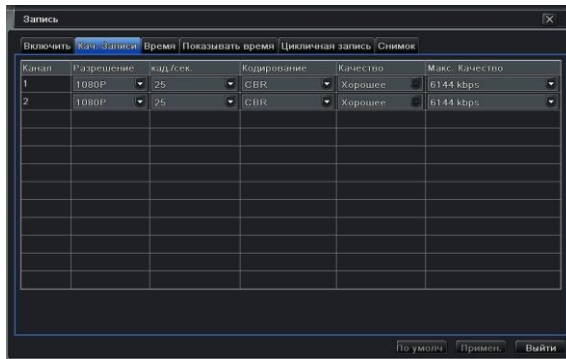 Запись
Включить Кач. Записи Время Показывать время Цикличная запись Снимок
Канал Разрешение кад./сек. Кодирование Качество Макс. Качество
1 1080P 25 CBR Хорошее 6144 kbps
2 1080P 25 CBR Хорошее 6144 kbps
По умолч Примен. Выйти